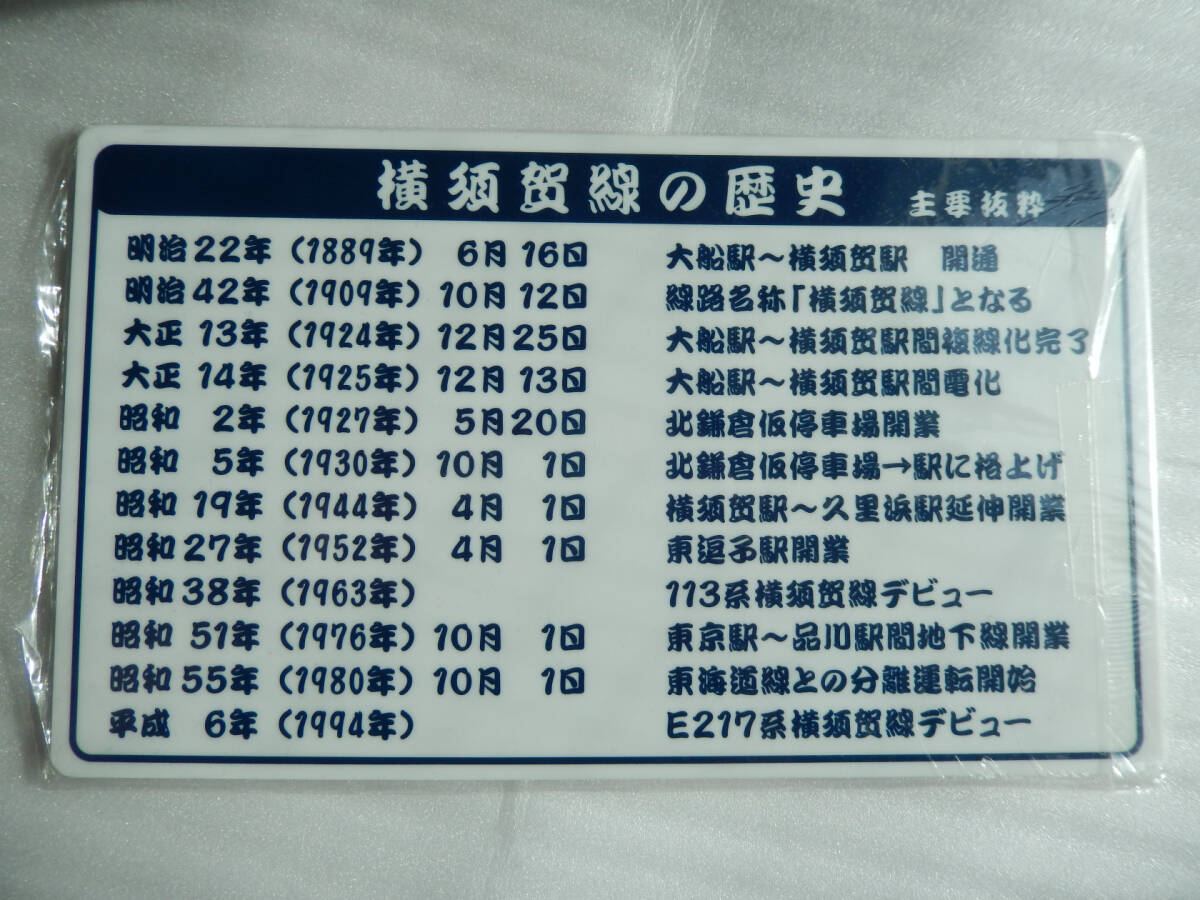 横須賀線の歴史 主要抜粋
明治22年(1889年) 6月16日 大船駅～横須賀駅 開通
明治42年(1909年)10月12日 線路名称「横須賀線」となる
大正13年(1924年)12月25日 大船駅～横須賀駅間複線化完了
大正14年(1925年)12月13日 大船駅～横須賀駅間電化
昭和 2年(1927年) 5月20日 北鎌倉仮停車場開業
昭和 5年(1930年)10月 1日 北鎌倉仮停車場→駅に格上げ
昭和19年(1944年) 4月 1日 横須賀駅～久里浜駅延伸開業
昭和27年(1952年) 4月 1日 東逗子駅開業
昭和38年(1963年) 113系横須賀線デビュー
昭和51年(1976年)10月 1日 東京駅～品川駅間地下線開業
昭和55年(1980年)10月 1日 東海道線との分離運転開始
平成 6年(1994年) E217系横須賀線デビュー